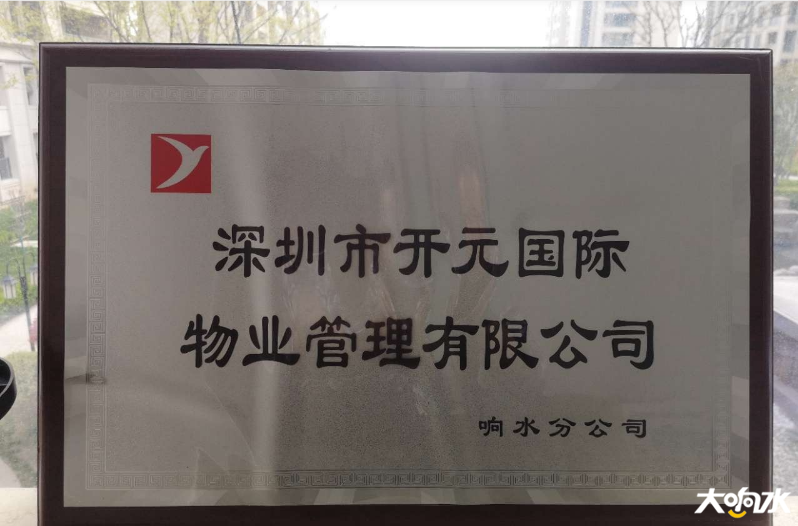 深圳市开元国际
物业管理有限公司
响水分公司
大响水